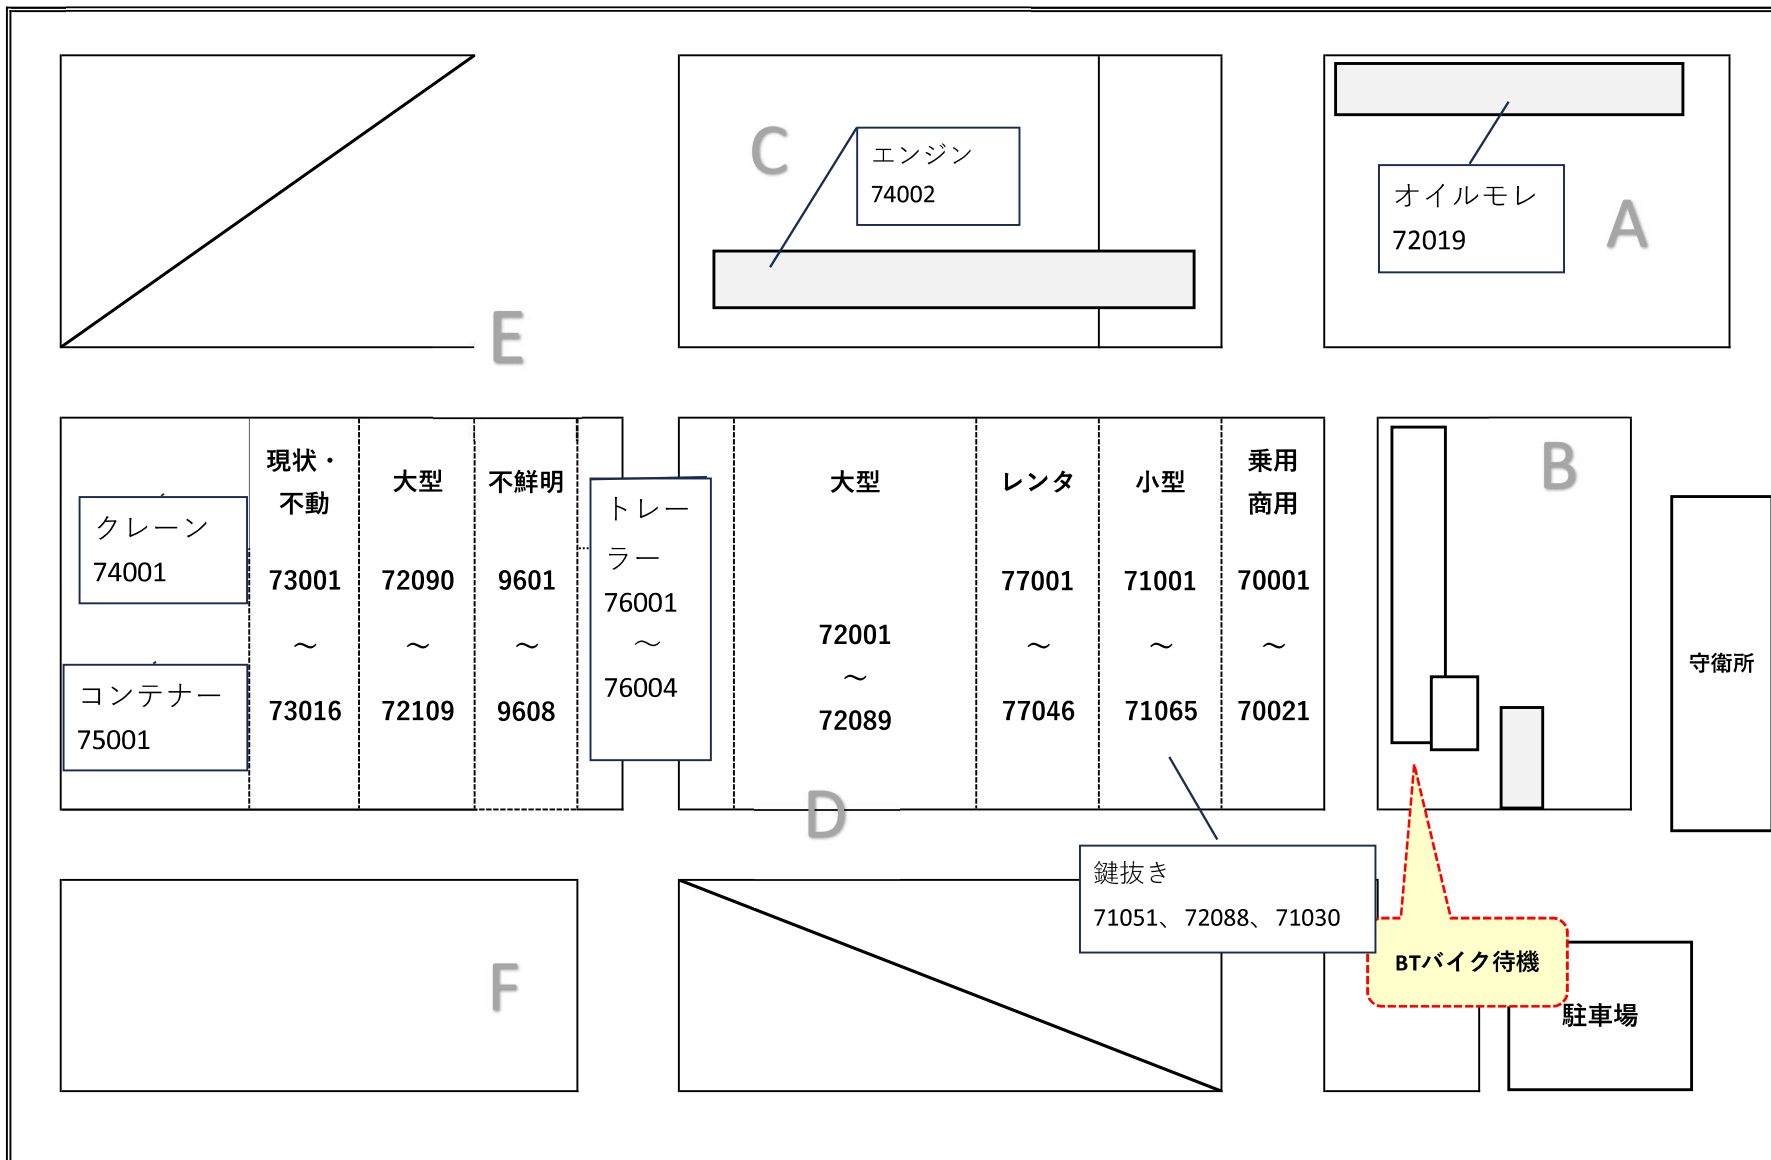 C
エンジン
74002
オイルモレ
72019
A
E
クレーン
74001
コンテナー
75001
現状・
不動
73001
～
73016
大型
72090
～
72109
不鮮明
9601
～
9608
トレー
ラー
76001
～
76004
大型
72001
～
72089
レンタ
77001
～
77046
小型
71001
～
71065
乗用
商用
70001
～
70021
B
守衛所
D
鍵抜き
71051、72088、71030
BTバイク待機
駐車場
F